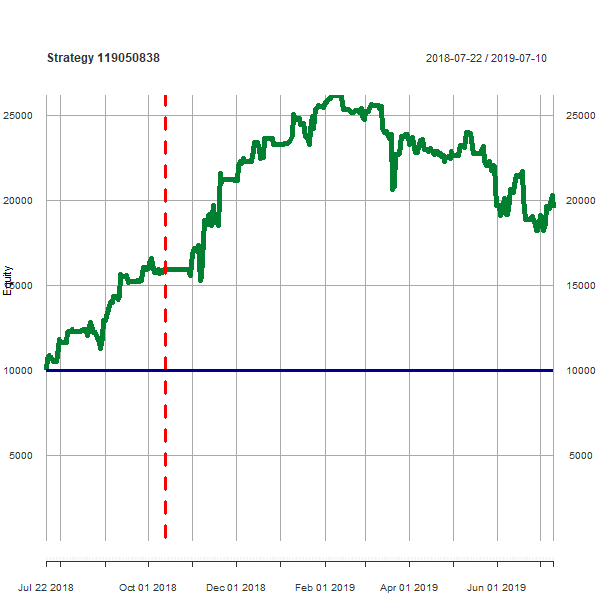 Strategy 119050838
2018-07-22 / 2019-07-10
25000
25000
20000
20000
Equity
15000
15000
10000
10000
5000
5000
Jul 22 2018
Oct 01 2018
Dec 01 2018
Feb 01 2019
Apr 01 2019
Jun 01 2019